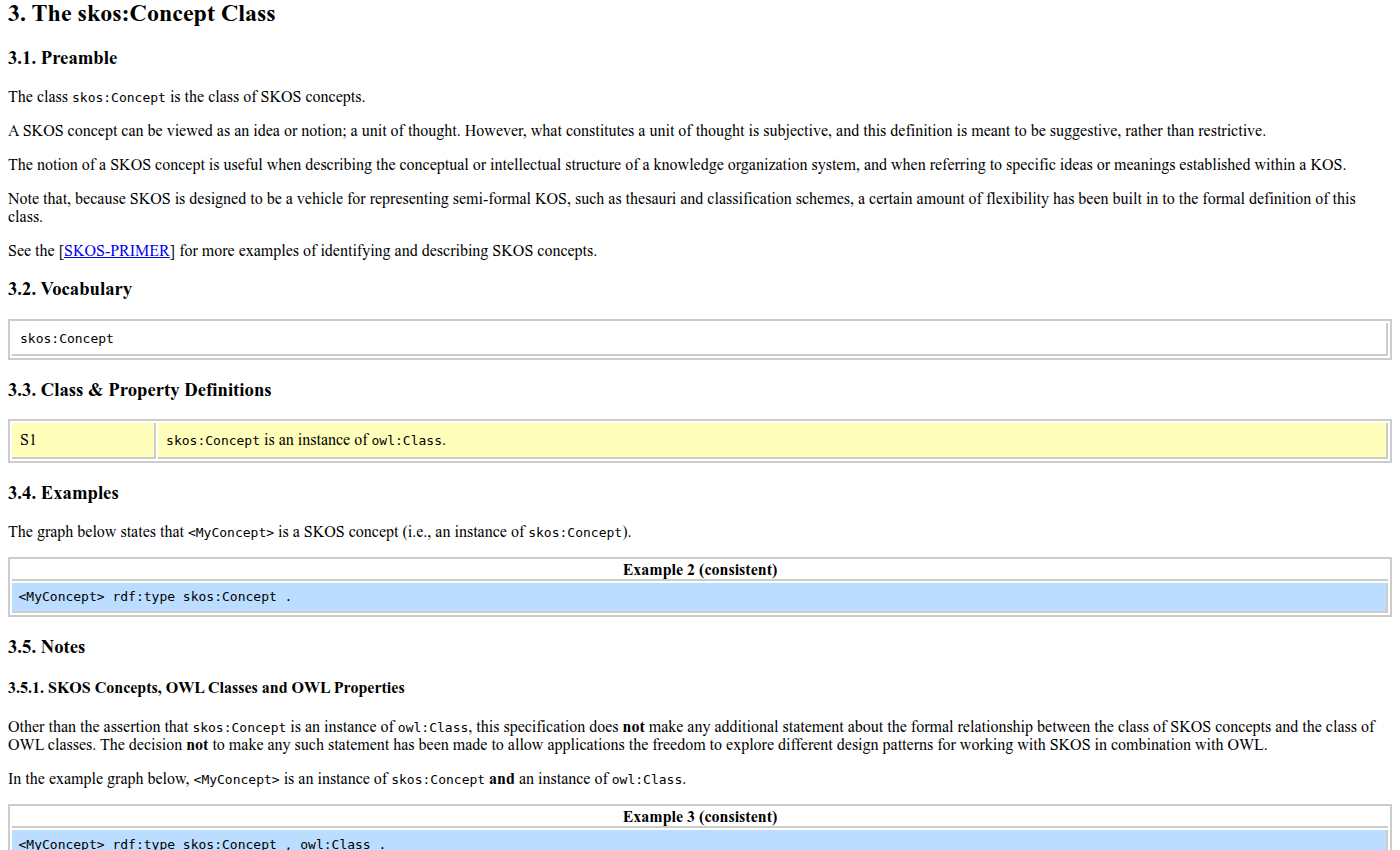 3. The skos:Concept Class
3.1. Preamble
The class skos:Concept is the class of SKOS concepts.
A SKOS concept can be viewed as an idea or notion; a unit of thought. However, what constitutes a unit of thought is subjective, and this definition is meant to be suggestive, rather than restrictive.
The notion of a SKOS concept is useful when describing the conceptual or intellectual structure of a knowledge organization system, and when referring to specific ideas or meanings established within a KOS.
Note that, because SKOS is designed to be a vehicle for representing semi-formal KOS, such as thesauri and classification schemes, a certain amount of flexibility has been built in to the formal definition of this
class.
See the [SKOS-PRIMER] for more examples of identifying and describing SKOS concepts.
3.2. Vocabulary
skos:Concept
3.3. Class & Property Definitions
S1 skos:Concept is an instance of owl:Class.
3.4. Examples
The graph below states that <MyConcept> is a SKOS concept (i.e., an instance of skos:Concept).
Example 2 (consistent)
<MyConcept> rdf:type skos:Concept .
3.5. Notes
3.5.1. SKOS Concepts, OWL Classes and OWL Properties
Other than the assertion that skos:Concept is an instance of owl:Class, this specification does not make any additional statement about the formal relationship between the class of SKOS concepts and the class of
OWL classes. The decision not to make any such statement has been made to allow applications the freedom to explore different design patterns for working with SKOS in combination with OWL.
In the example graph below, <MyConcept> is an instance of skos:Concept and an instance of owl:Class.
Example 3 (consistent)
<MyConcept> rdf:type skos:Concept , owl:Class .